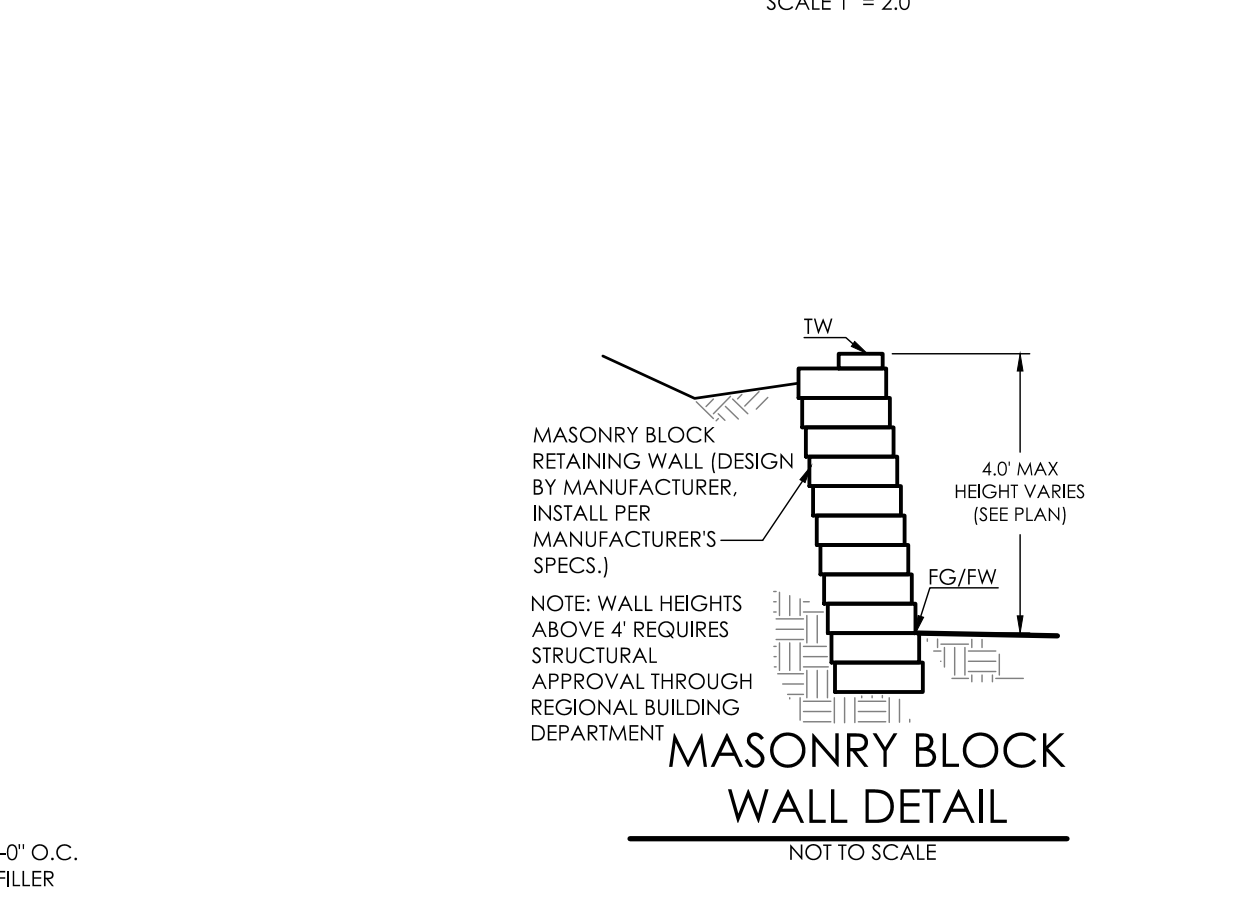 SCALE 1" = 2.0'
TW
MASONRY BLOCK
RETAINING WALL (DESIGN
BY MANUFACTURER,
INSTALL PER
MANUFACTURER'S
SPECS.)
4.0' MAX
HEIGHT VARIES
(SEE PLAN)
FG/FW
NOTE: WALL HEIGHTS
ABOVE 4' REQUIRES
STRUCTURAL
APPROVAL THROUGH
REGIONAL BUILDING
DEPARTMENT
MASONRY BLOCK
WALL DETAIL
NOT TO SCALE
-0" O.C.
FILLER